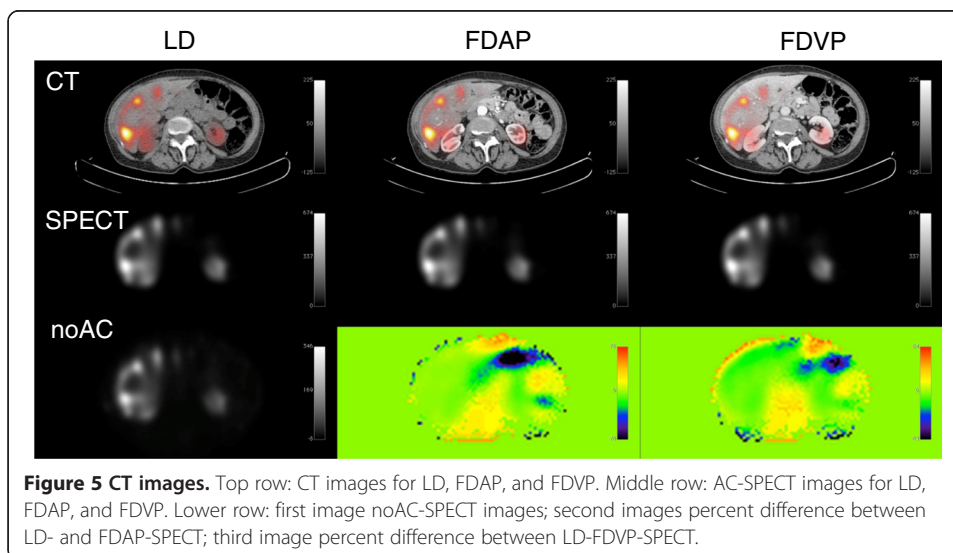 LD FDAP FDVP
CT
225
50
-125
225
50
-125
225
50
-125
SPECT
674
337
0
674
337
0
674
337
0
noAC
546
-6
Figure 5 CT images. Top row: CT images for LD, FDAP, and FDVP. Middle row: AC-SPECT images for LD,
FDAP, and FDVP. Lower row: first image noAC-SPECT images; second images percent difference between
LD- and FDAP-SPECT; third image percent difference between LD-FDVP-SPECT.